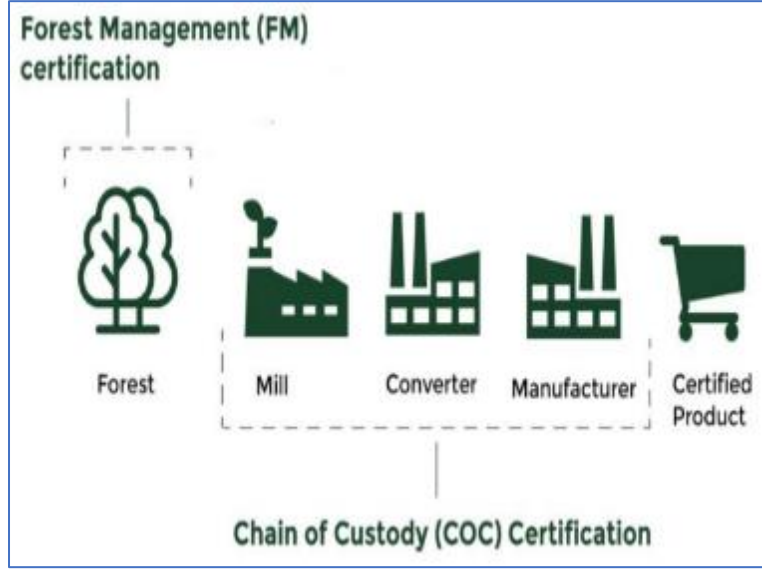 Forest Management (FM)
certification
Forest
Mill
Converter
Manufacturer
Certified
Product
Chain of Custody (COC) Certification